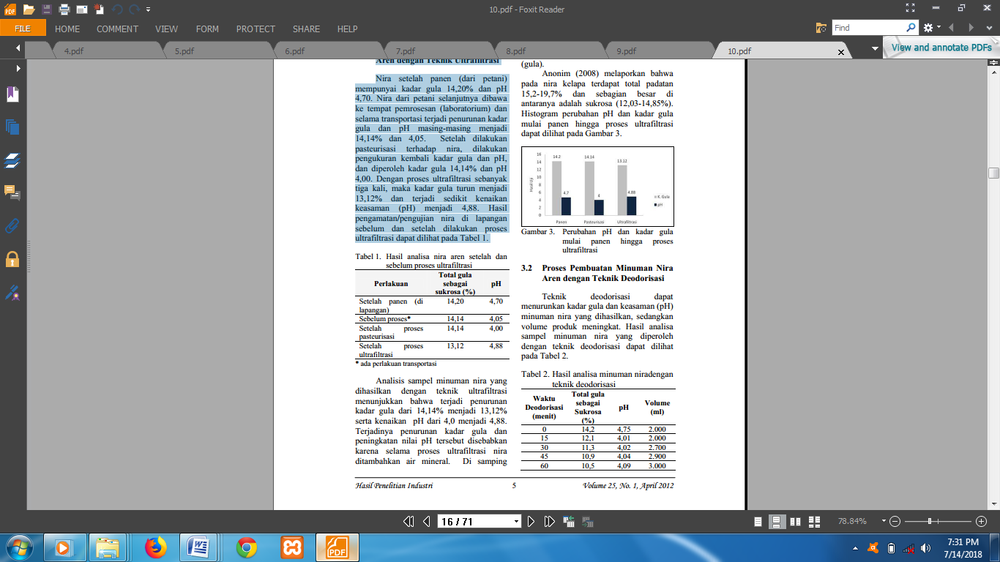 10.pdf - Foxit Reader
FILE
HOME
COMMENT
VIEW
FORM
PROTECT
SHARE
HELP
Find
4.pdf
5.pdf
6.pdf
7.pdf
8.pdf
9.pdf
10.pdf
View and annotate PDFs
Aren dengan Teknik Ultrafiltrasi
Nira setelah panen (dari petani)
mempunyai kadar gula 14,20% dan pH
4,70. Nira dari petani selanjutnya dibawa
ke tempat pemrosesan (laboratorium) dan
selama transportasi terjadi penurunan kadar
gula dan pH masing-masing menjadi
14,14% dan 4,05. Setelah dilakukan
pasteurisasi terhadap nira, dilakukan
pengukuran kembali kadar gula dan pH,
dan diperoleh kadar gula 14,14% dan pH
4,00. Dengan proses ultrafiltrasi sebanyak
tiga kali, maka kadar gula turun menjadi
13,12% dan terjadi sedikit kenaikan
keasaman (pH) menjadi 4,88. Hasil
pengamatan/pengujian nira di lapangan
sebelum dan setelah dilakukan proses
ultrafiltrasi dapat dilihat pada Tabel 1.
Tabel 1. Hasil analisa nira aren setelah dan
sebelum proses ultrafiltrasi
Perlakuan
Total gula
sebagai
sukrosa (%)
pH
Setelah panen (di
lapangan)
14,20
4,70
Sebelum proses*
14,14
4,05
Setelah proses
pasteurisasi
14,14
4,00
Setelah proses
ultrafiltrasi
13,12
4,88
* ada perlakuan transportasi
Analisis sampel minuman nira yang
dihasilkan dengan teknik ultrafiltrasi
menunjukkan bahwa terjadi penurunan
kadar gula dari 14,14% menjadi 13,12%
serta kenaikan pH dari 4,0 menjadi 4,88.
Terjadinya penurunan kadar gula dan
peningkatan nilai pH tersebut disebabkan
karena selama proses ultrafiltrasi nira
ditambahkan air mineral. Di samping
(gula).
Anonim (2008) melaporkan bahwa
pada nira kelapa terdapat total padatan
15,2-19,7% dan sebagian besar di
antaranya adalah sukrosa (12,03-14,85%).
Histogram perubahan pH dan kadar gula
mulai panen hingga proses ultrafiltrasi
dapat dilihat pada Gambar 3.
Hasil Uji
16
14
12
10
8
6
4
2
0
14.2
4.7
14.14
4
13.12
4.88
Panen
Pasteurisasi
Ultrafiltrasi
K. Gula
pH
Gambar 3. Perubahan pH dan kadar gula
mulai panen hingga proses
ultrafiltrasi
3.2 Proses Pembuatan Minuman Nira
Aren dengan Teknik Deodorisasi
Teknik deodorisasi dapat
menurunkan kadar gula dan keasaman (pH)
minuman nira yang dihasilkan, sedangkan
volume produk meningkat. Hasil analisa
sampel minuman nira yang diperoleh
dengan teknik deodorisasi dapat dilihat
pada Tabel 2.
Tabel 2. Hasil analisa minuman niradengan
teknik deodorisasi
Waktu
Deodorisasi
(menit)
Total gula
sebagai
Sukrosa
(%)
pH
Volume
(ml)
0 14,2 4,75 2.000
15 12,1 4,01 2.000
30 11,3 4,02 2.700
45 10,9 4,04 2.900
60 10,5 4,09 3.000
Hasil Penelitian Industri
5
Volume 25, No. 1, April 2012
16 / 71
78.84%
PDF
7:31 PM
7/14/2018